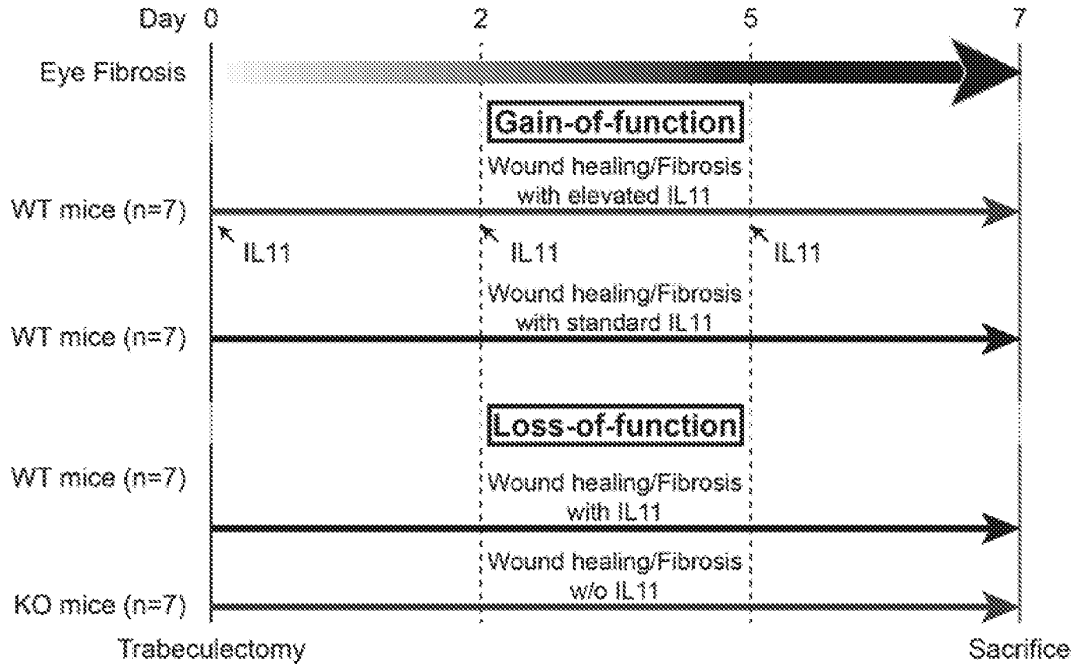 Day 0 2 5 7
Eye Fibrosis
Gain-of-function
Wound healing/Fibrosis
with elevated IL11
WT mice (n=7)
IL11 IL11 IL11
Wound healing/Fibrosis
with standard IL11
WT mice (n=7)
Loss-of-function
WT mice (n=7)
Wound healing/Fibrosis
with IL11
Wound healing/Fibrosis
w/o IL11
KO mice (n=7)
Trabeculectomy Sacrifice